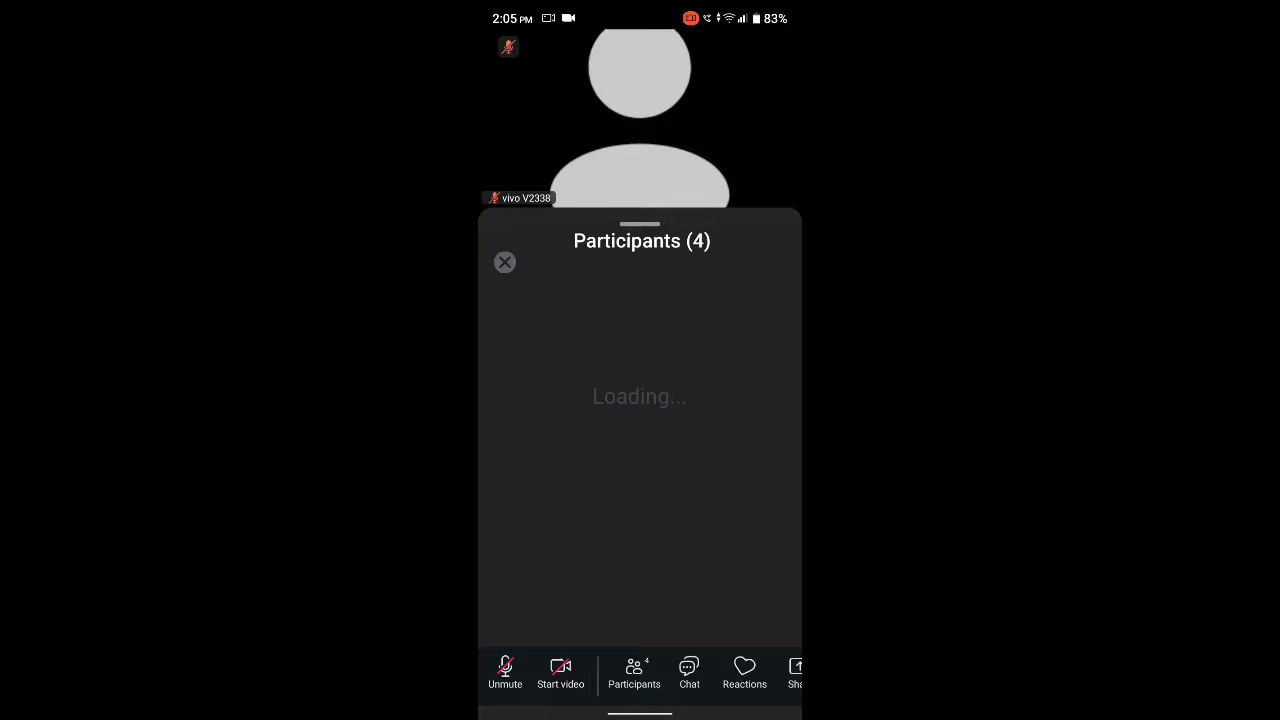 2:05 PM
83%
vivo V2338
Participants (4)
Loading...
4
Unmute
Start video
Participants
Chat
Reactions
Sha